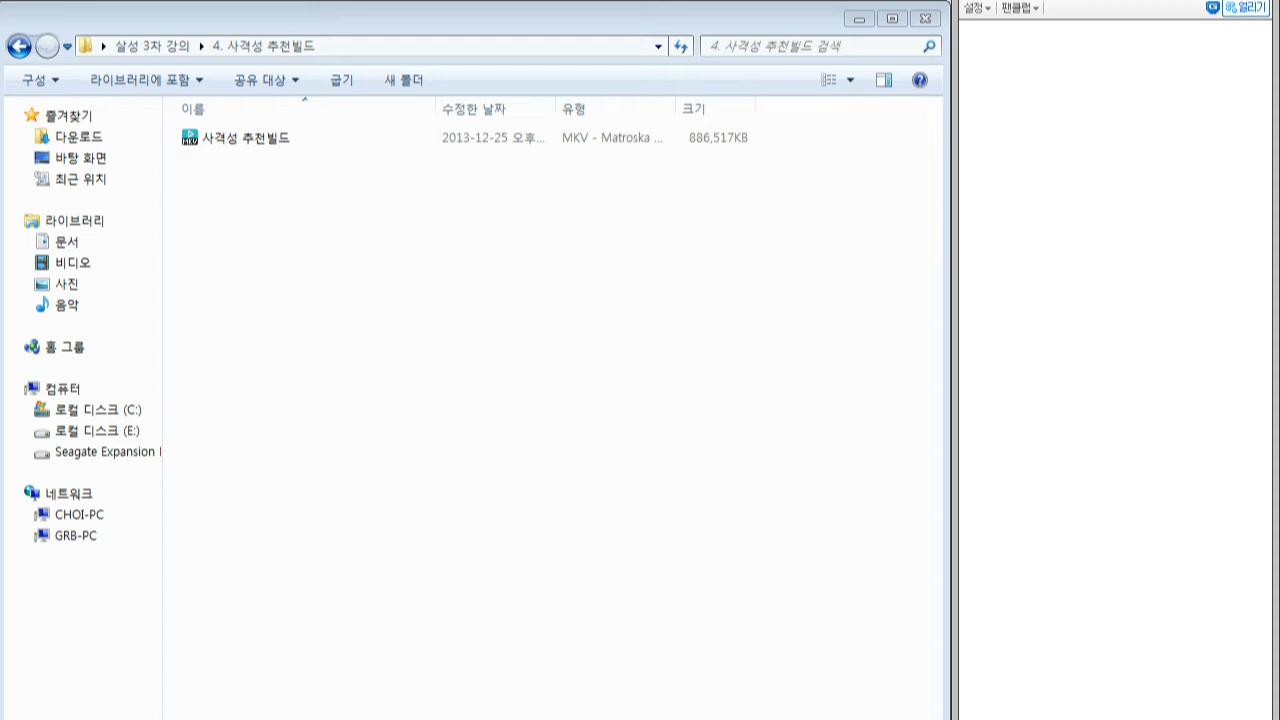 설정 팬클럽 얼리기
살성 3차 강의 4. 사격성 추천빌드
4. 사격성 추천빌드 검색
구성 라이브러리에 포함 공유 대상 굽기 새 폴더
이름 수정한 날짜 유형 크기
사격성 추천빌드 2013-12-25 오후... MKV - Matroska ... 886,517KB
즐겨찾기
다운로드
바탕 화면
최근 위치
라이브러리
문서
비디오
사진
음악
홈 그룹
컴퓨터
로컬 디스크 (C:)
로컬 디스크 (E:)
Seagate Expansion
네트워크
CHOI-PC
GRB-PC